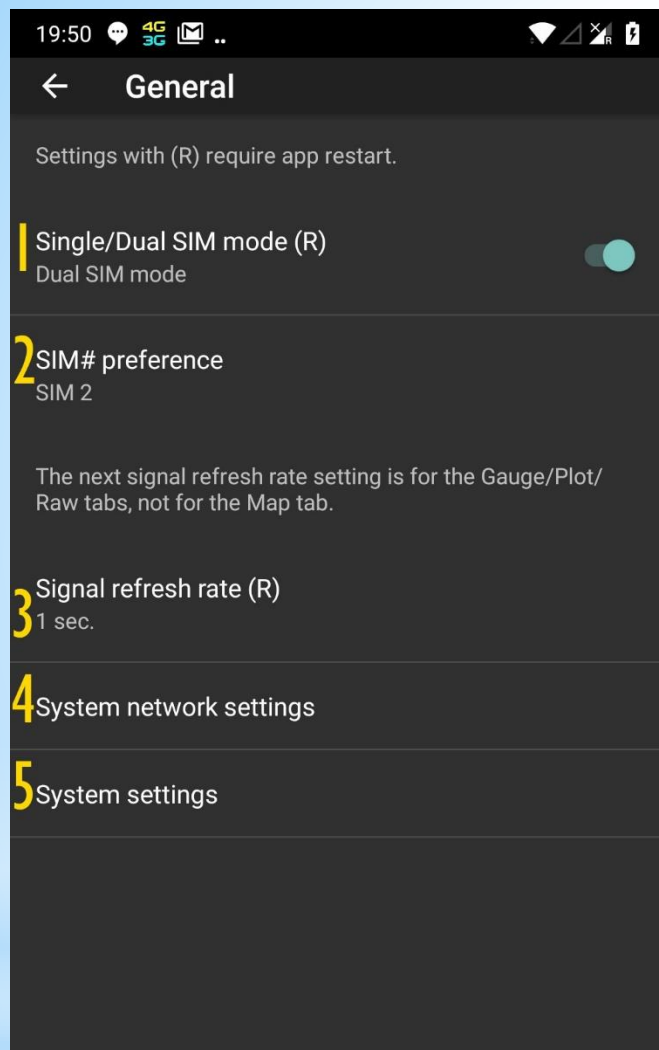 19:50 4G 3G .. R
General
Settings with (R) require app restart.
1 Single/Dual SIM mode (R)
Dual SIM mode
2 SIM# preference
SIM 2
The next signal refresh rate setting is for the Gauge/Plot/
Raw tabs, not for the Map tab.
3 Signal refresh rate (R)
1 sec.
4 System network settings
5 System settings